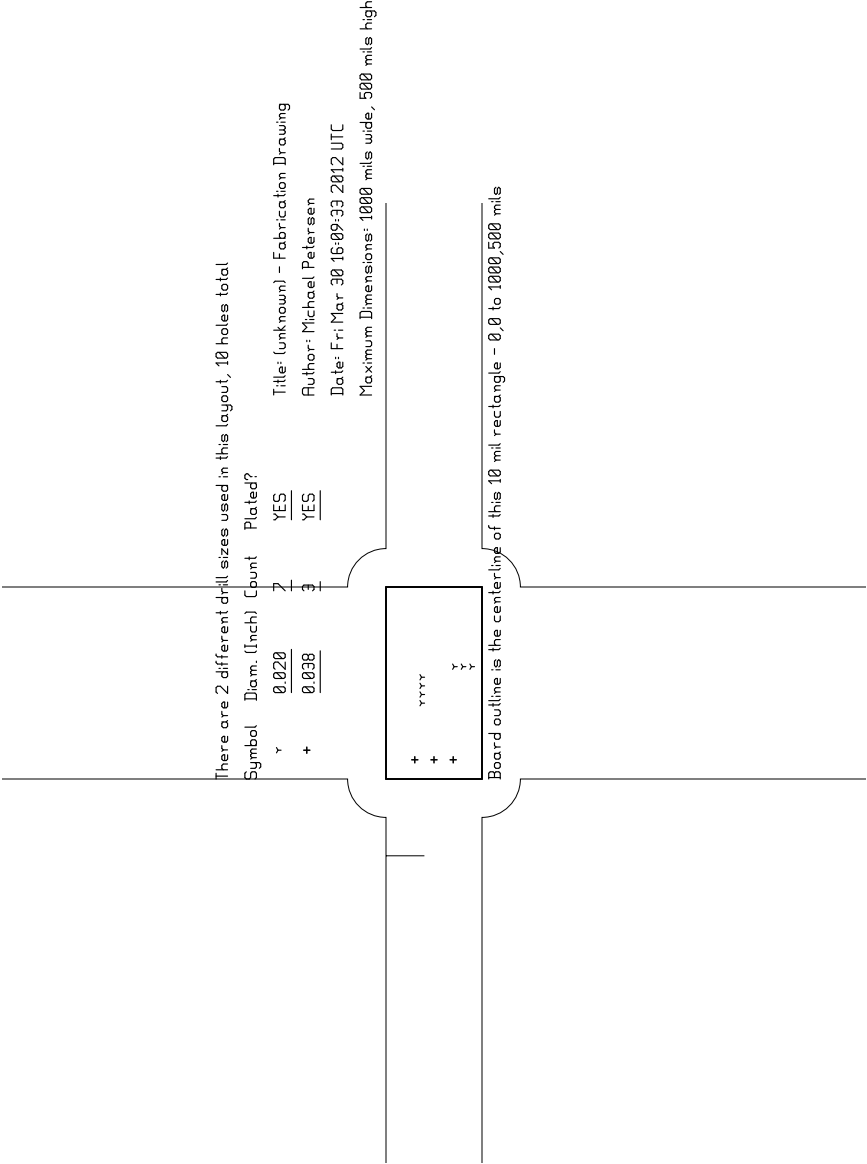 There are 2 different drill sizes used in this layout, 10 holes total
Symbol Diam. (Inch) Count Plated?
Y 0.020 7 YES
+ 0.038 3 YES
Title: (unknown) - Fabrication Drawing
Author: Michael Petersen
Date: Fri Mar 30 16:09:33 2012 UTC
Maximum Dimensions: 1000 mils wide, 500 mils high
Board outline is the centerline of this 10 mil rectangle - 0,0 to 1000,500 mils